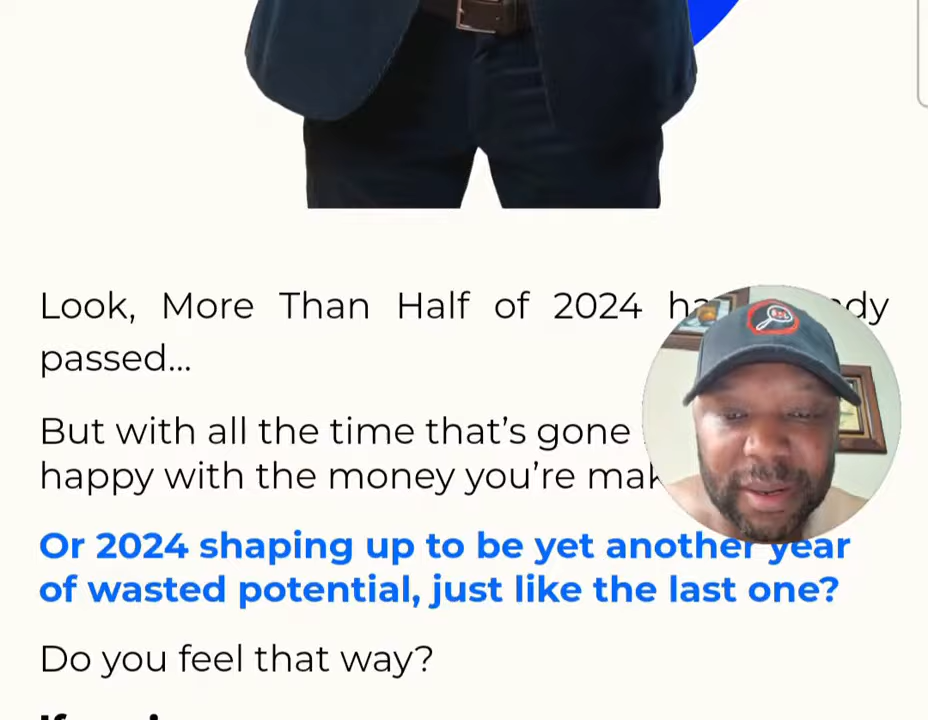 Look, More Than Half of 2024
passed...
But with all the time that's gone
happy with the money you're
Or 2024 shaping up to be yet another year
of wasted potential, just like the last one?
Do you feel that way?